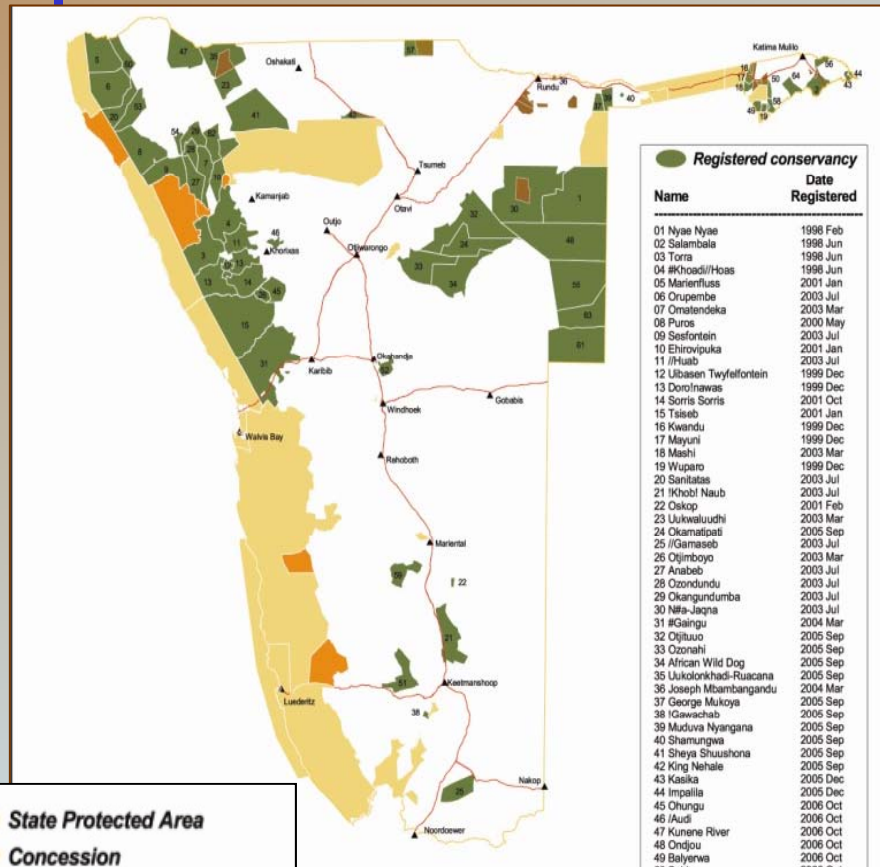 Registered conservancy
Name Date Registered
01 Nyae Nyae 1998 Feb
02 Salambala 1998 Jun
03 Torra 1998 Jun
04 #Khoadi//Hoas 1998 Jun
05 Marienfluss 2001 Jan
06 Orupembe 2003 Jul
07 Omatendeka 2003 Mar
08 Puros 2000 May
09 Sesfontein 2003 Jul
10 Ehirovipuka 2001 Jan
11 //Huab 2003 Jul
12 Uibasen Twyfelfontein 1999 Dec
13 Doro!nawas 1999 Dec
14 Sorris Sorris 2001 Oct
15 Tsiseb 2001 Jan
16 Kwandu 1999 Dec
17 Mayuni 1999 Dec
18 Mashi 2003 Mar
19 Wuparo 1999 Dec
20 Sanitatas 2003 Jul
21 !Khob! Naub 2003 Jul
22 Oskop 2001 Feb
23 Uukwaluudhi 2003 Mar
24 Okamatipati 2005 Sep
25 //Gamaseb 2003 Jul
26 Otjimboyo 2003 Mar
27 Anabeb 2003 Jul
28 Ozondundu 2003 Jul
29 Okangundumba 2003 Jul
30 N#a-Jaqna 2003 Jul
31 #Gaingu 2004 Mar
32 Otjituuo 2005 Sep
33 Ozonahi 2005 Sep
34 African Wild Dog 2005 Sep
35 Uukolonkhadi-Ruacana 2005 Sep
36 Joseph Mbambangandu 2004 Mar
37 George Mukoya 2005 Sep
38 !Gawachab 2005 Sep
39 Muduva Nyangana 2005 Sep
40 Shamungwa 2005 Sep
41 Sheya Shuushona 2005 Sep
42 King Nehale 2005 Sep
43 Kasika 2005 Dec
44 Impalila 2005 Dec
45 Ohungu 2006 Oct
46 /Audi 2006 Oct
47 Kunene River 2006 Oct
48 Ondjou 2006 Oct
49 Balyerwa 2006 Oct
Oshakati
Katima Mulilo
Rundu
Tsumeb
Kamanjab
Otavi
Outjo
Khorixas
Otjiwarongo
Karibib
Okahandja
Windhoek
Gobabis
Walvis Bay
Rehoboth
Mariental
Keetmanshoop
Luederitz
Nakop
Noordoewer
State Protected Area
Concession